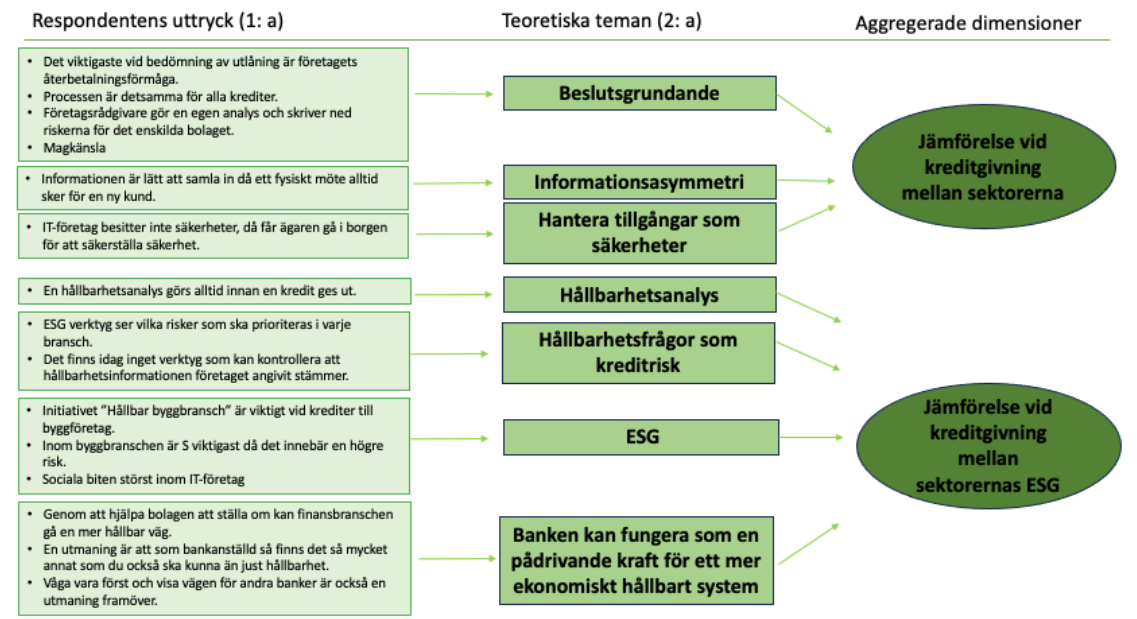 Respondentens uttryck (1: a)
Teoretiska teman (2: a)
Aggregerade dimensioner
• Det viktigaste vid bedömning av utlåning är företagets
återbetalningsförmåga.
• Processen är detsamma för alla krediter.
• Företagsrådgivare gör en egen analys och skriver ned
riskerna för det enskilda bolaget.
• Magkänsla
Beslutsgrundande
• Informationen är lätt att samla in då ett fysiskt möte alltid
sker för en ny kund.
Informationsasymmetri
• IT-företag besitter inte säkerheter, då får ägaren gå i borgen
för att säkerställa säkerhet.
Hantera tillgångar som
säkerheter
Jämförelse vid
kreditgivning
mellan sektorerna
• En hållbarhetsanalys görs alltid innan en kredit ges ut.
Hållbarhetsanalys
• ESG verktyg ser vilka risker som ska prioriteras i varje
bransch.
• Det finns idag inget verktyg som kan kontrollera att
hållbarhetsinformationen företaget angivit stämmer.
Hållbarhetsfrågor som
kreditrisk
• Initiativet ”Hållbar byggbransch” är viktigt vid krediter till
byggföretag.
• Inom byggbranschen är S viktigast då det innebär en högre
risk.
• Sociala biten störst inom IT-företag
ESG
• Genom att hjälpa bolagen att ställa om kan finansbranschen
gå en mer hållbar väg.
• En utmaning är att som bankanställd så finns det så mycket
annat som du också ska kunna än just hållbarhet.
• Våga vara först och visa vägen för andra banker är också en
utmaning framöver.
Banken kan fungera som en
pådrivande kraft för ett mer
ekonomiskt hållbart system
Jämförelse vid
kreditgivning
mellan
sektorernas ESG